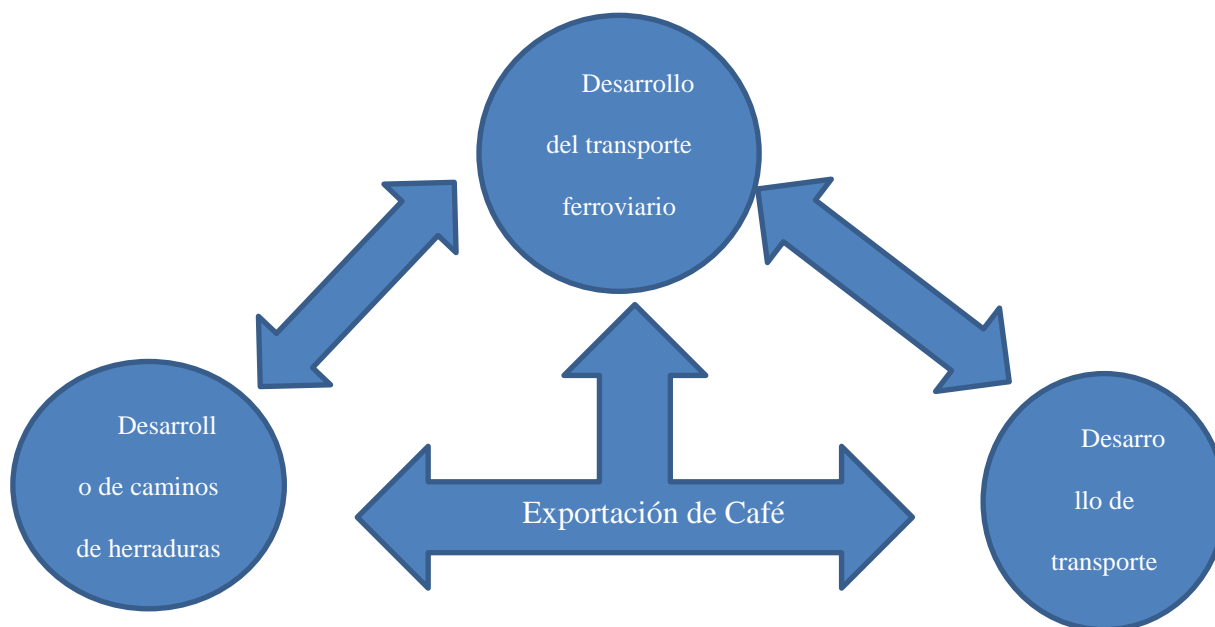 Desarrollo
del transporte
ferroviario
Desarroll
o de caminos
de herraduras
Exportación de Café
Desarro
llo de
transporte